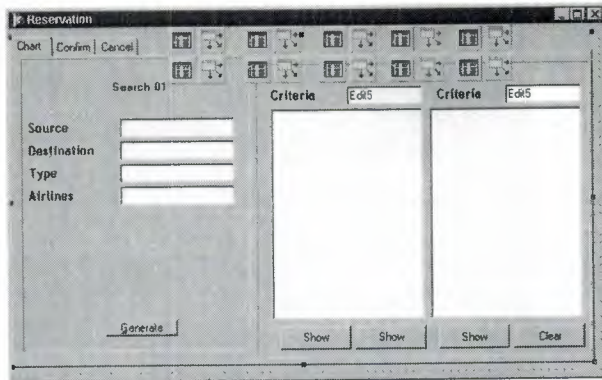 Reservation
Chart Confirm Cancel
Search 01
Criteria Edit5 Criteria Edit5
Source
Destination
Type
Airlines
Generate
Show Show Show Clear